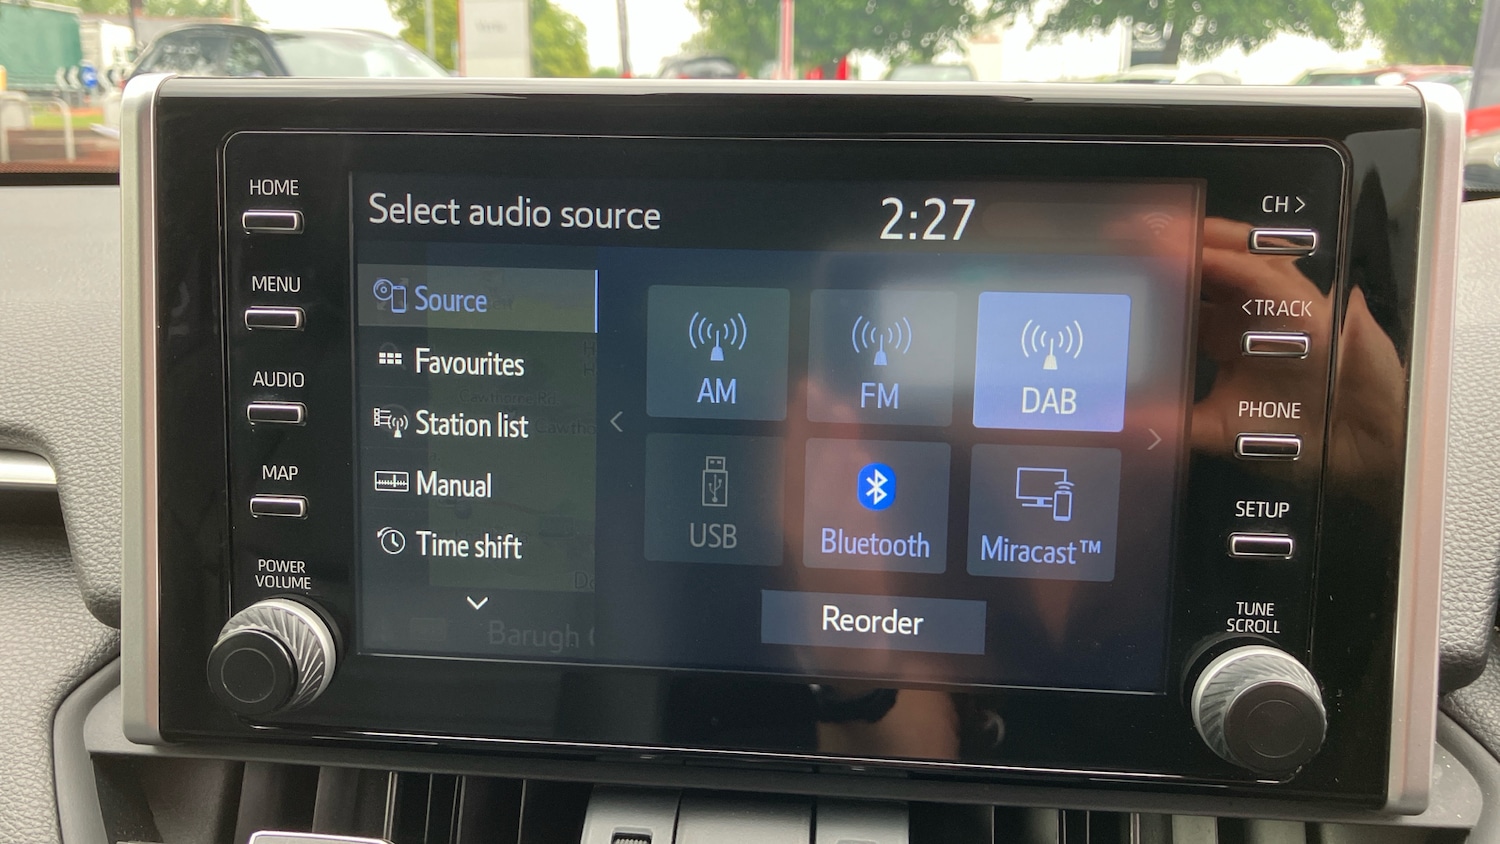 HOME
MENU
AUDIO
MAP
POWER
VOLUME
Select audio source
2:27
Source
Favourites
Station list
Manual
Time shift
Barugh
AM
FM
DAB
USB
Bluetooth
Miracast™
Reorder
CH >
< TRACK
PHONE
SETUP
TUNE
SCROLL